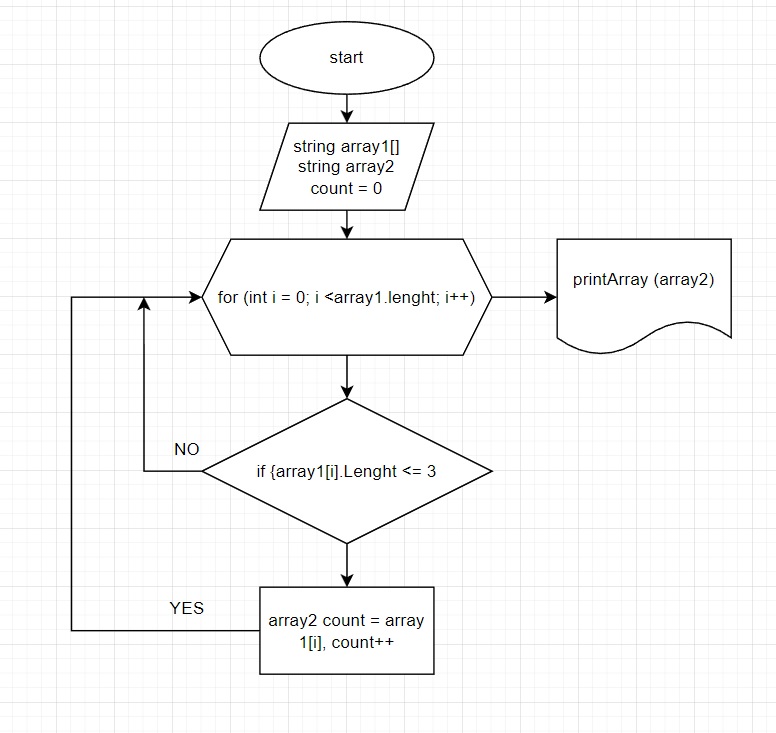 start
string array1[]
string array2
count = 0
for (int i = 0; i <array1.lenght; i++)
printArray (array2)
NO
if {array1[i].Lenght <= 3
YES
array2 count = array
1[i], count++